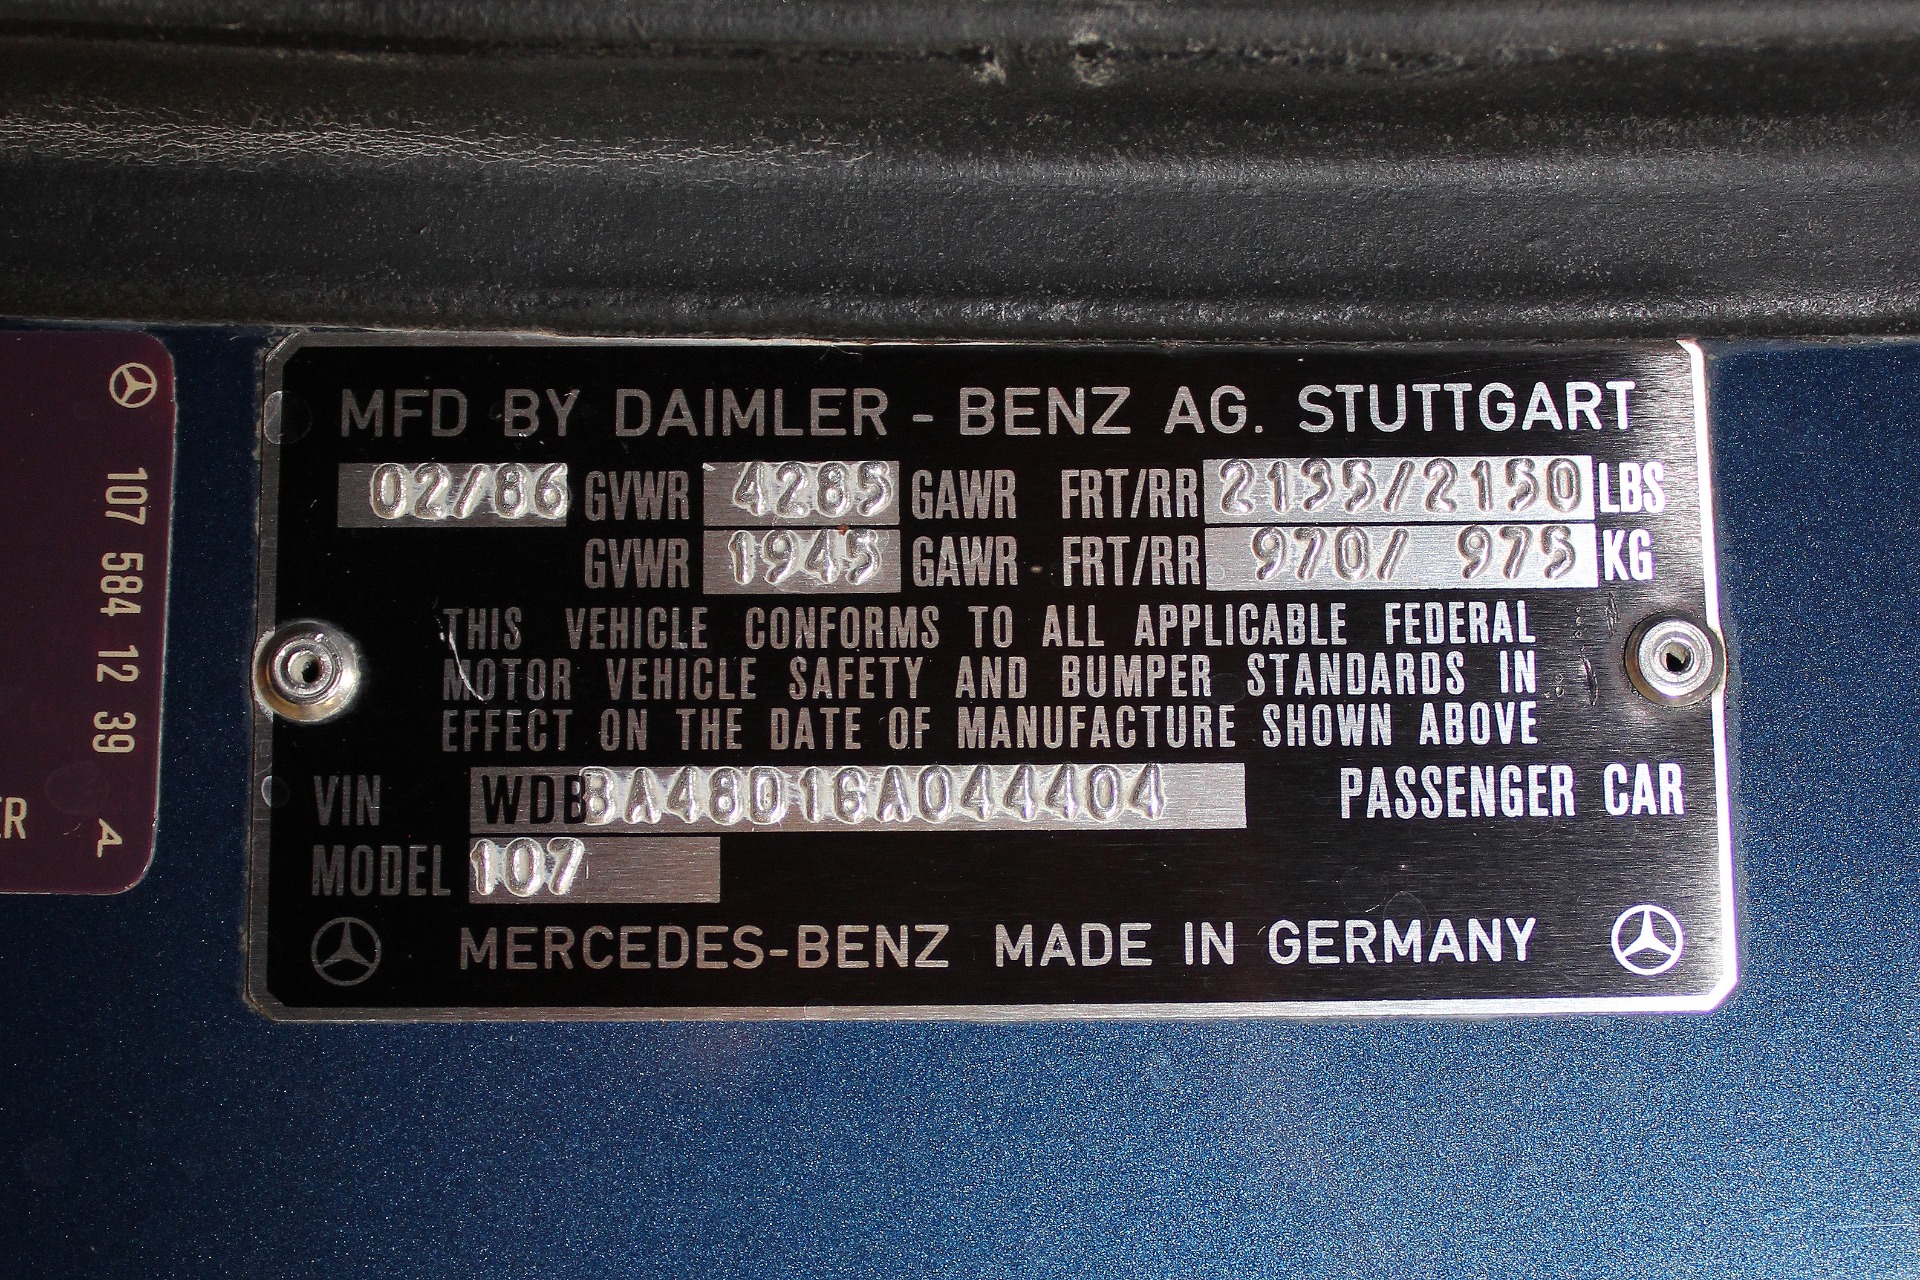 MFD BY DAIMLER - BENZ AG. STUTTGART
02/86 GVWR 4285 GAWR FRT/RR 2135/2150 LBS
GVWR 1945 GAWR FRT/RR 970/ 975 KG
THIS VEHICLE CONFORMS TO ALL APPLICABLE FEDERAL
MOTOR VEHICLE SAFETY AND BUMPER STANDARDS IN
EFFECT ON THE DATE OF MANUFACTURE SHOWN ABOVE
VIN WDBBA48D1GA044404 PASSENGER CAR
MODEL 107
MERCEDES-BENZ MADE IN GERMANY
107 584 12 39 A